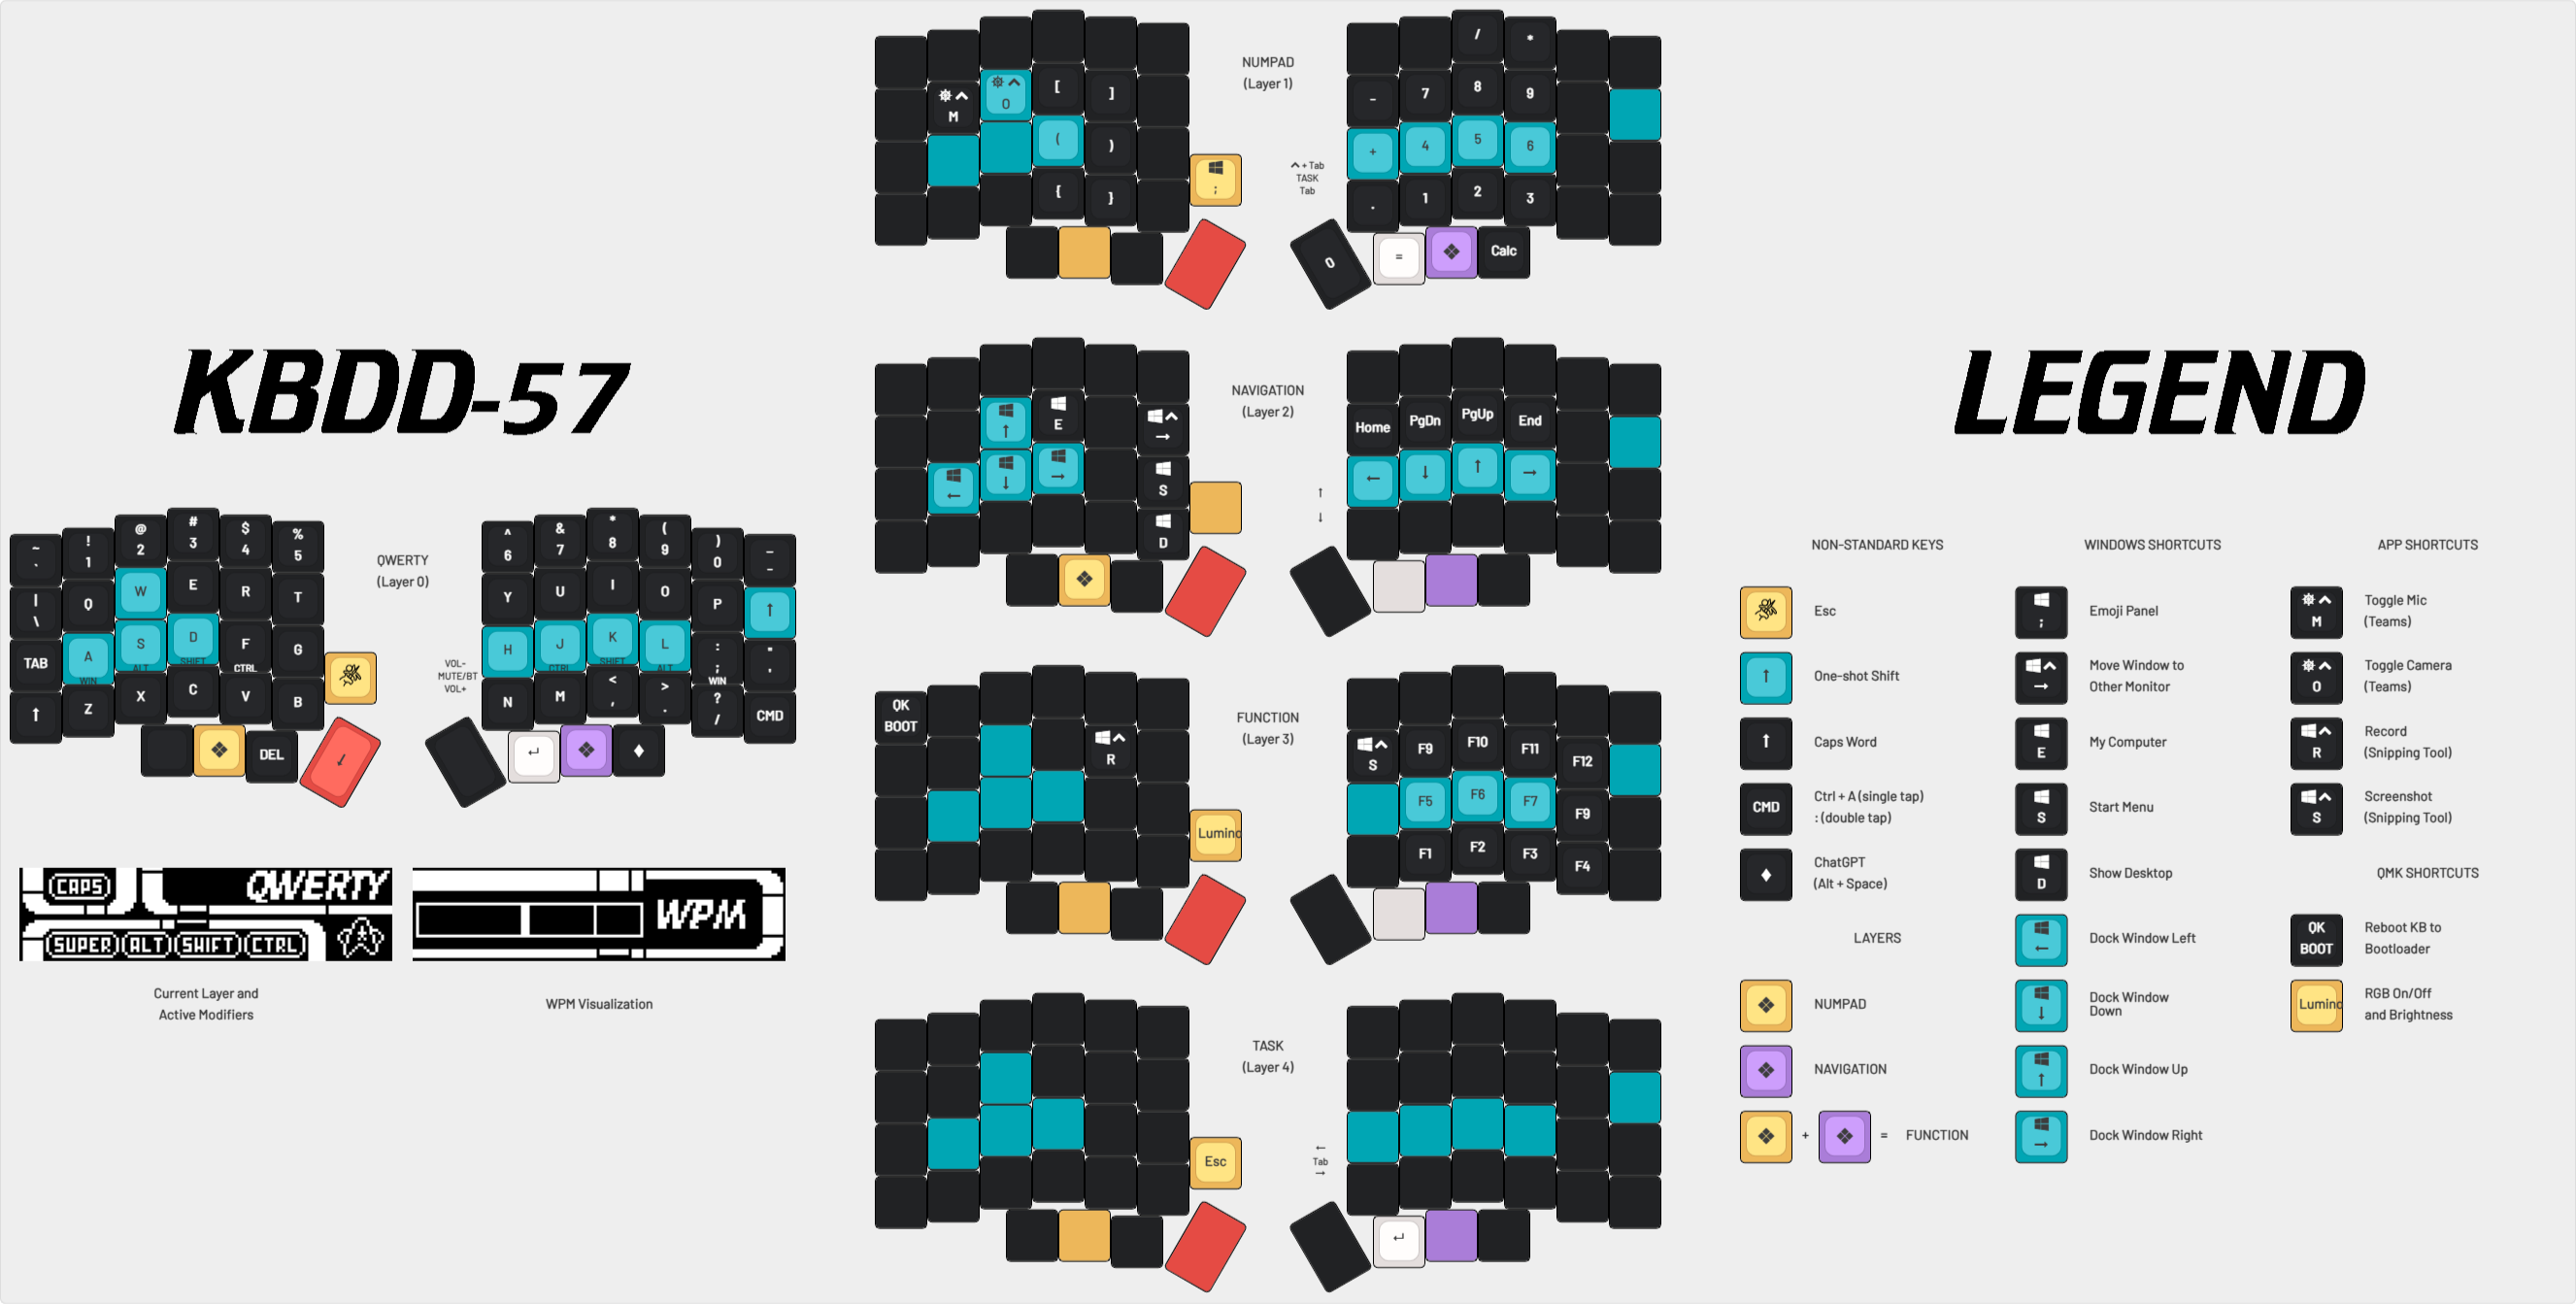 KBDD-57
~ ! @ # $ %
` 1 2 3 4 5
| Q W E R T
\
TAB A S D F G
WIN ALT SHIFT CTRL
↑ Z X C V B
❖ DEL ✓
QWERTY
(Layer 0)
VOL-
MUTE/BT
VOL+
^ & * ( ) _
6 7 8 9 0 -
Y U I O P ↑
H J K L : "
; '
CTRL SHIFT ALT WIN
N M < > ? CMD
, . /
↵ ❖ ♦
CAPS
QWERTY
SUPER ALT SHIFT CTRL
WPM
Current Layer and
Active Modifiers
WPM Visualization
NUMPAD
(Layer 1)
^ [ ]
M O
( )
{ }
;
^ + Tab
TASK
Tab
/ *
- 7 8 9
+ 4 5 6
. 1 2 3
0 = ❖ Calc
NAVIGATION
(Layer 2)
↑ E ^ →
← ↓ → S
D
❖
↑
↓
Home PgDn PgUp End
← ↓ ↑ →
FUNCTION
(Layer 3)
QK
BOOT
^ R
Lumino
^ S F9 F10 F11 F12
F5 F6 F7 F9
F1 F2 F3 F4
TASK
(Layer 4)
Esc
←
Tab
→
↵
LEGEND
NON-STANDARD KEYS
Esc
↑ One-shot Shift
↑ Caps Word
CMD Ctrl + A (single tap)
: (double tap)
♦ ChatGPT
(Alt + Space)
LAYERS
❖ NUMPAD
❖ NAVIGATION
❖ + ❖ = FUNCTION
WINDOWS SHORTCUTS
; Emoji Panel
^ → Move Window to
Other Monitor
E My Computer
S Start Menu
D Show Desktop
← Dock Window Left
↓ Dock Window
Down
↑ Dock Window Up
→ Dock Window Right
APP SHORTCUTS
^ M Toggle Mic
(Teams)
^ O Toggle Camera
(Teams)
^ R Record
(Snipping Tool)
^ S Screenshot
(Snipping Tool)
QMK SHORTCUTS
QK BOOT Reboot KB to
Bootloader
Lumino RGB On/Off
and Brightness